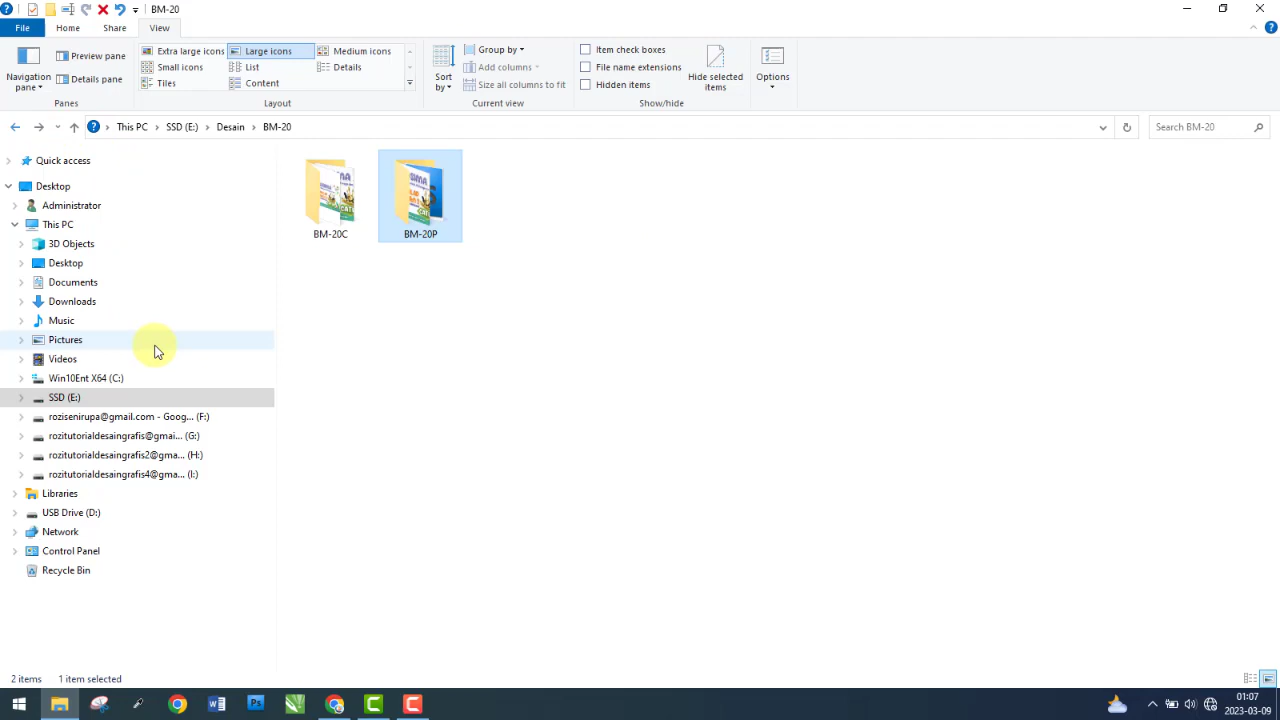 BM-20
File
Home
Share
View
Navigation pane
Preview pane
Details pane
Panes
Extra large icons
Large icons
Medium icons
Small icons
List
Details
Tiles
Content
Layout
Sort by
Group by
Add columns
Size all columns to fit
Current view
Item check boxes
File name extensions
Hidden items
Hide selected items
Show/hide
Options
This PC
SSD (E:)
Desain
BM-20
Search BM-20
Quick access
Desktop
Administrator
This PC
3D Objects
Desktop
Documents
Downloads
Music
Pictures
Videos
Win10Ent X64 (C:)
SSD (E:)
rozisenirupa@gmail.com - Goog... (F:)
rozitutorialdesaingrafis@gmai... (G:)
rozitutorialdesaingrafis2@gma... (H:)
rozitutorialdesaingrafis4@gma... (I:)
Libraries
USB Drive (D:)
Network
Control Panel
Recycle Bin
BM-20C
BM-20P
2 items
1 item selected
01:07
2023-03-09